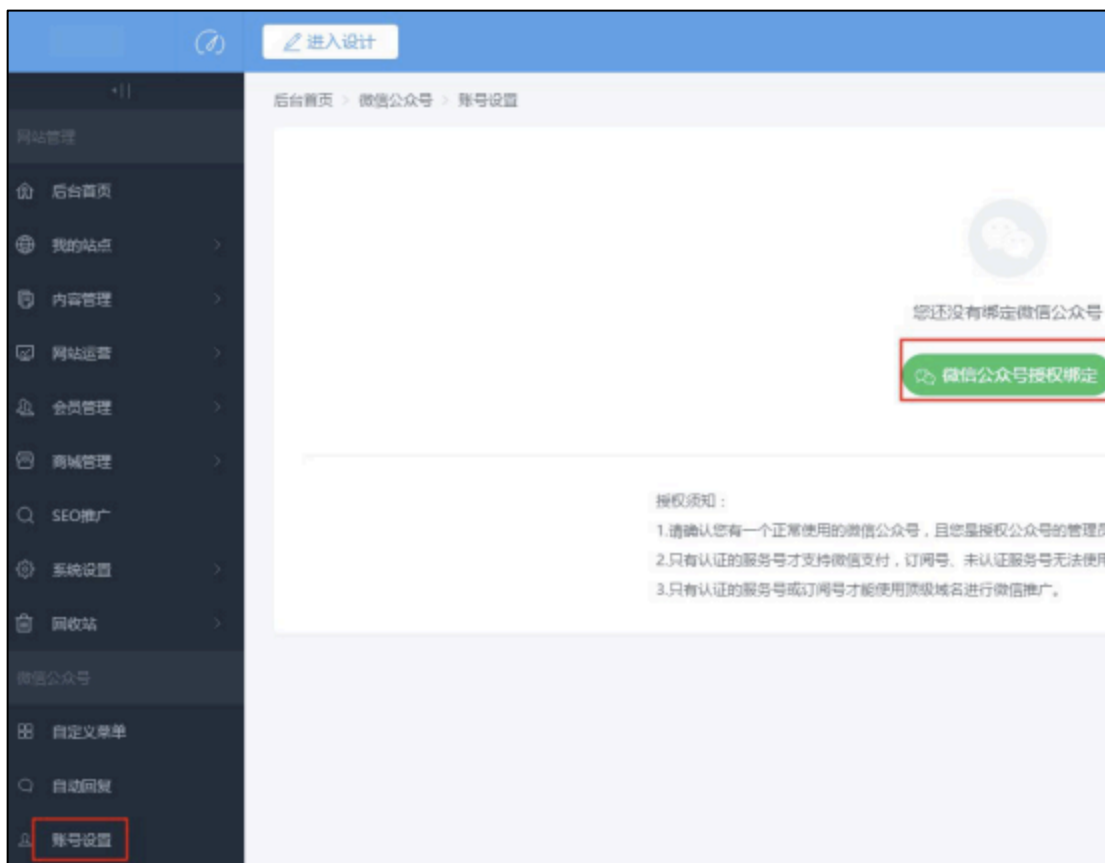 进入设计
后台首页 > 微信公众号 > 账号设置
网站管理
后台首页
我的站点
内容管理
网站运营
会员管理
商城管理
SEO推广
系统设置
回收站
微信公众号
自定义菜单
自动回复
账号设置
您还没有绑定微信公众号
微信公众号授权绑定
授权须知：
1.请确认您有一个正常使用的微信公众号，且您是授权公众号的管理员
2.只有认证的服务号才支持微信支付，订阅号、未认证服务号无法使用
3.只有认证的服务号或订阅号才能使用顶级域名进行微信推广。